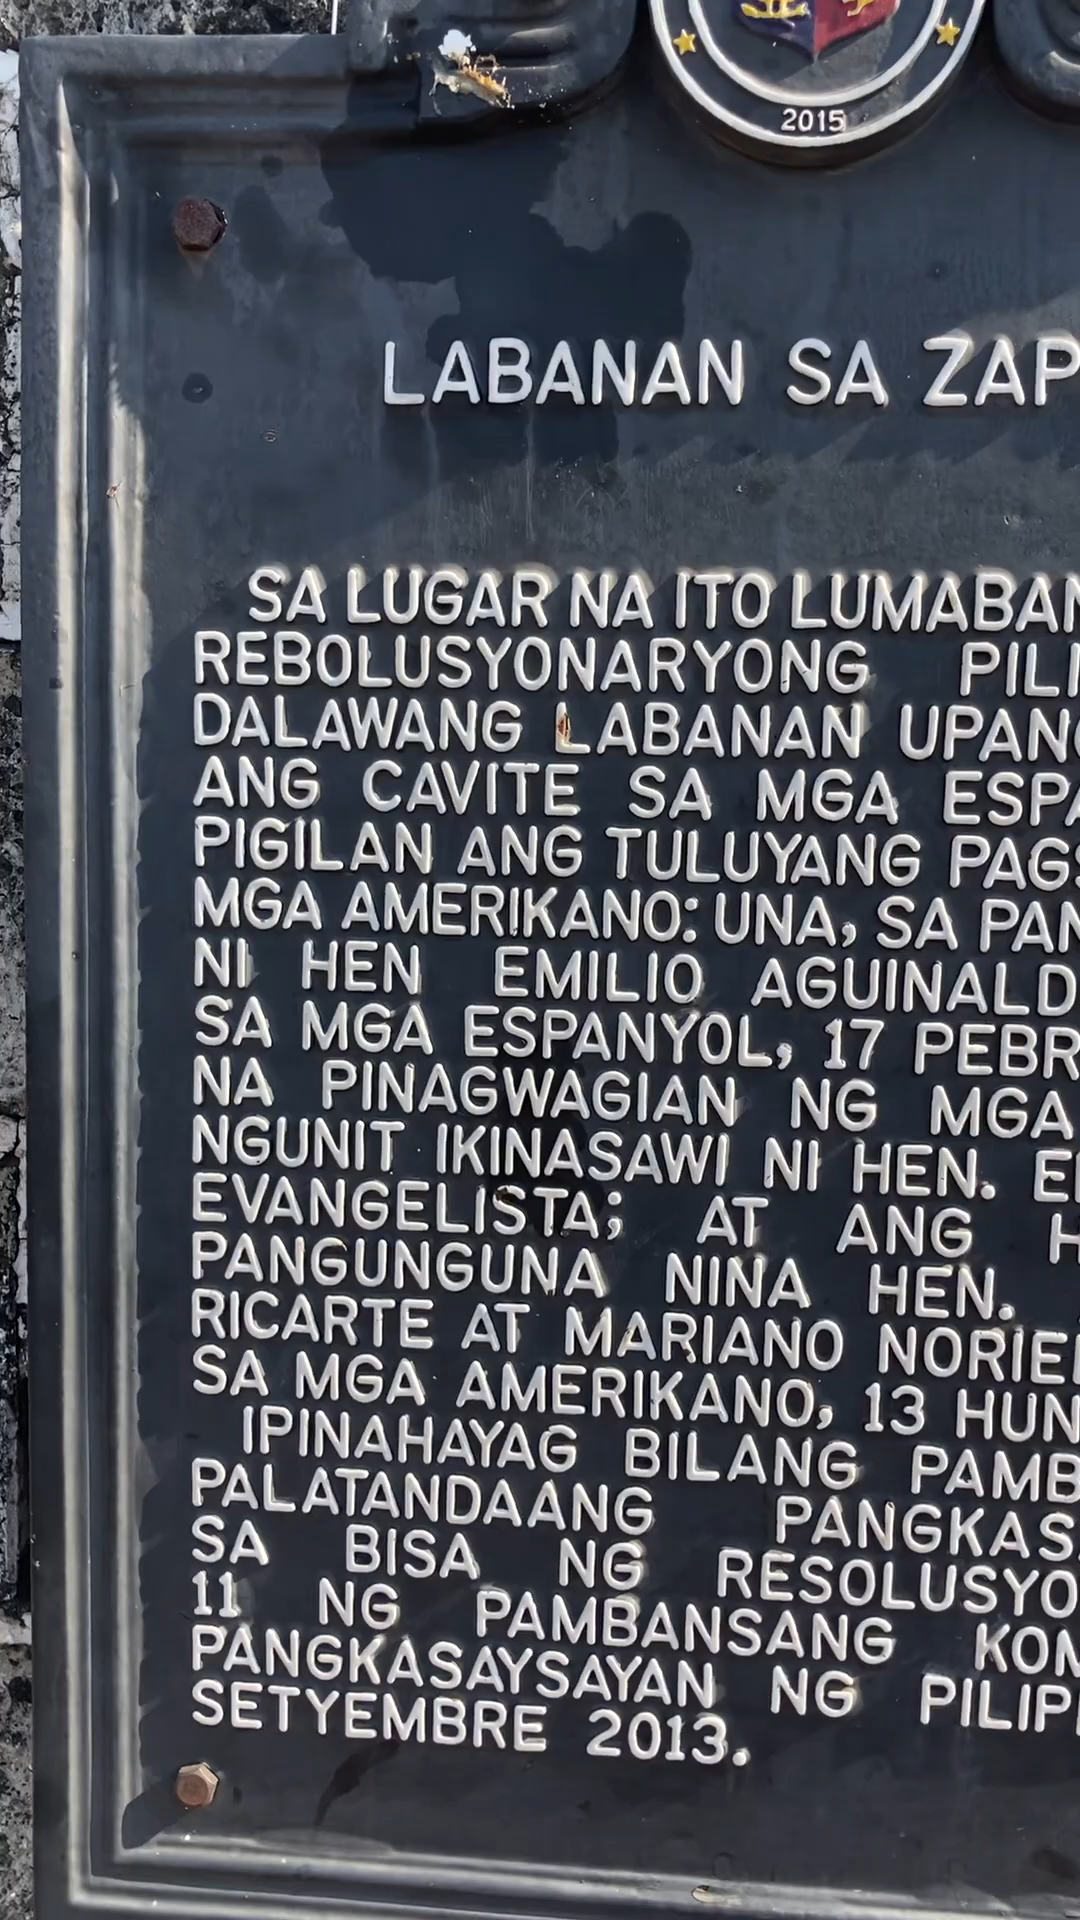 2015
LABANAN SA ZAP
SA LUGAR NA ITO LUMABAN
REBOLUSYONARYONG PILI
DALAWANG LABANAN UPANG
ANG CAVITE SA MGA ESPA
PIGILAN ANG TULUYANG PAGS
MGA AMERIKANO: UNA, SA PAN
NI HEN EMILIO AGUINALD
SA MGA ESPANYOL, 17 PEBR
NA PINAGWAGIAN NG MGA
NGUNIT IKINASAWI NI HEN. E
EVANGELISTA; AT ANG H
PANGUNGUNA NINA HEN.
RICARTE AT MARIANO NORIE
SA MGA AMERIKANO, 13 HUN
IPINAHAYAG BILANG PAMB
PALATANDAANG PANGKAS
SA BISA NG RESOLUSYO
11 NG PAMBANSANG KOM
PANGKASAYSAYAN NG PILIP
SETYEMBRE 2013.